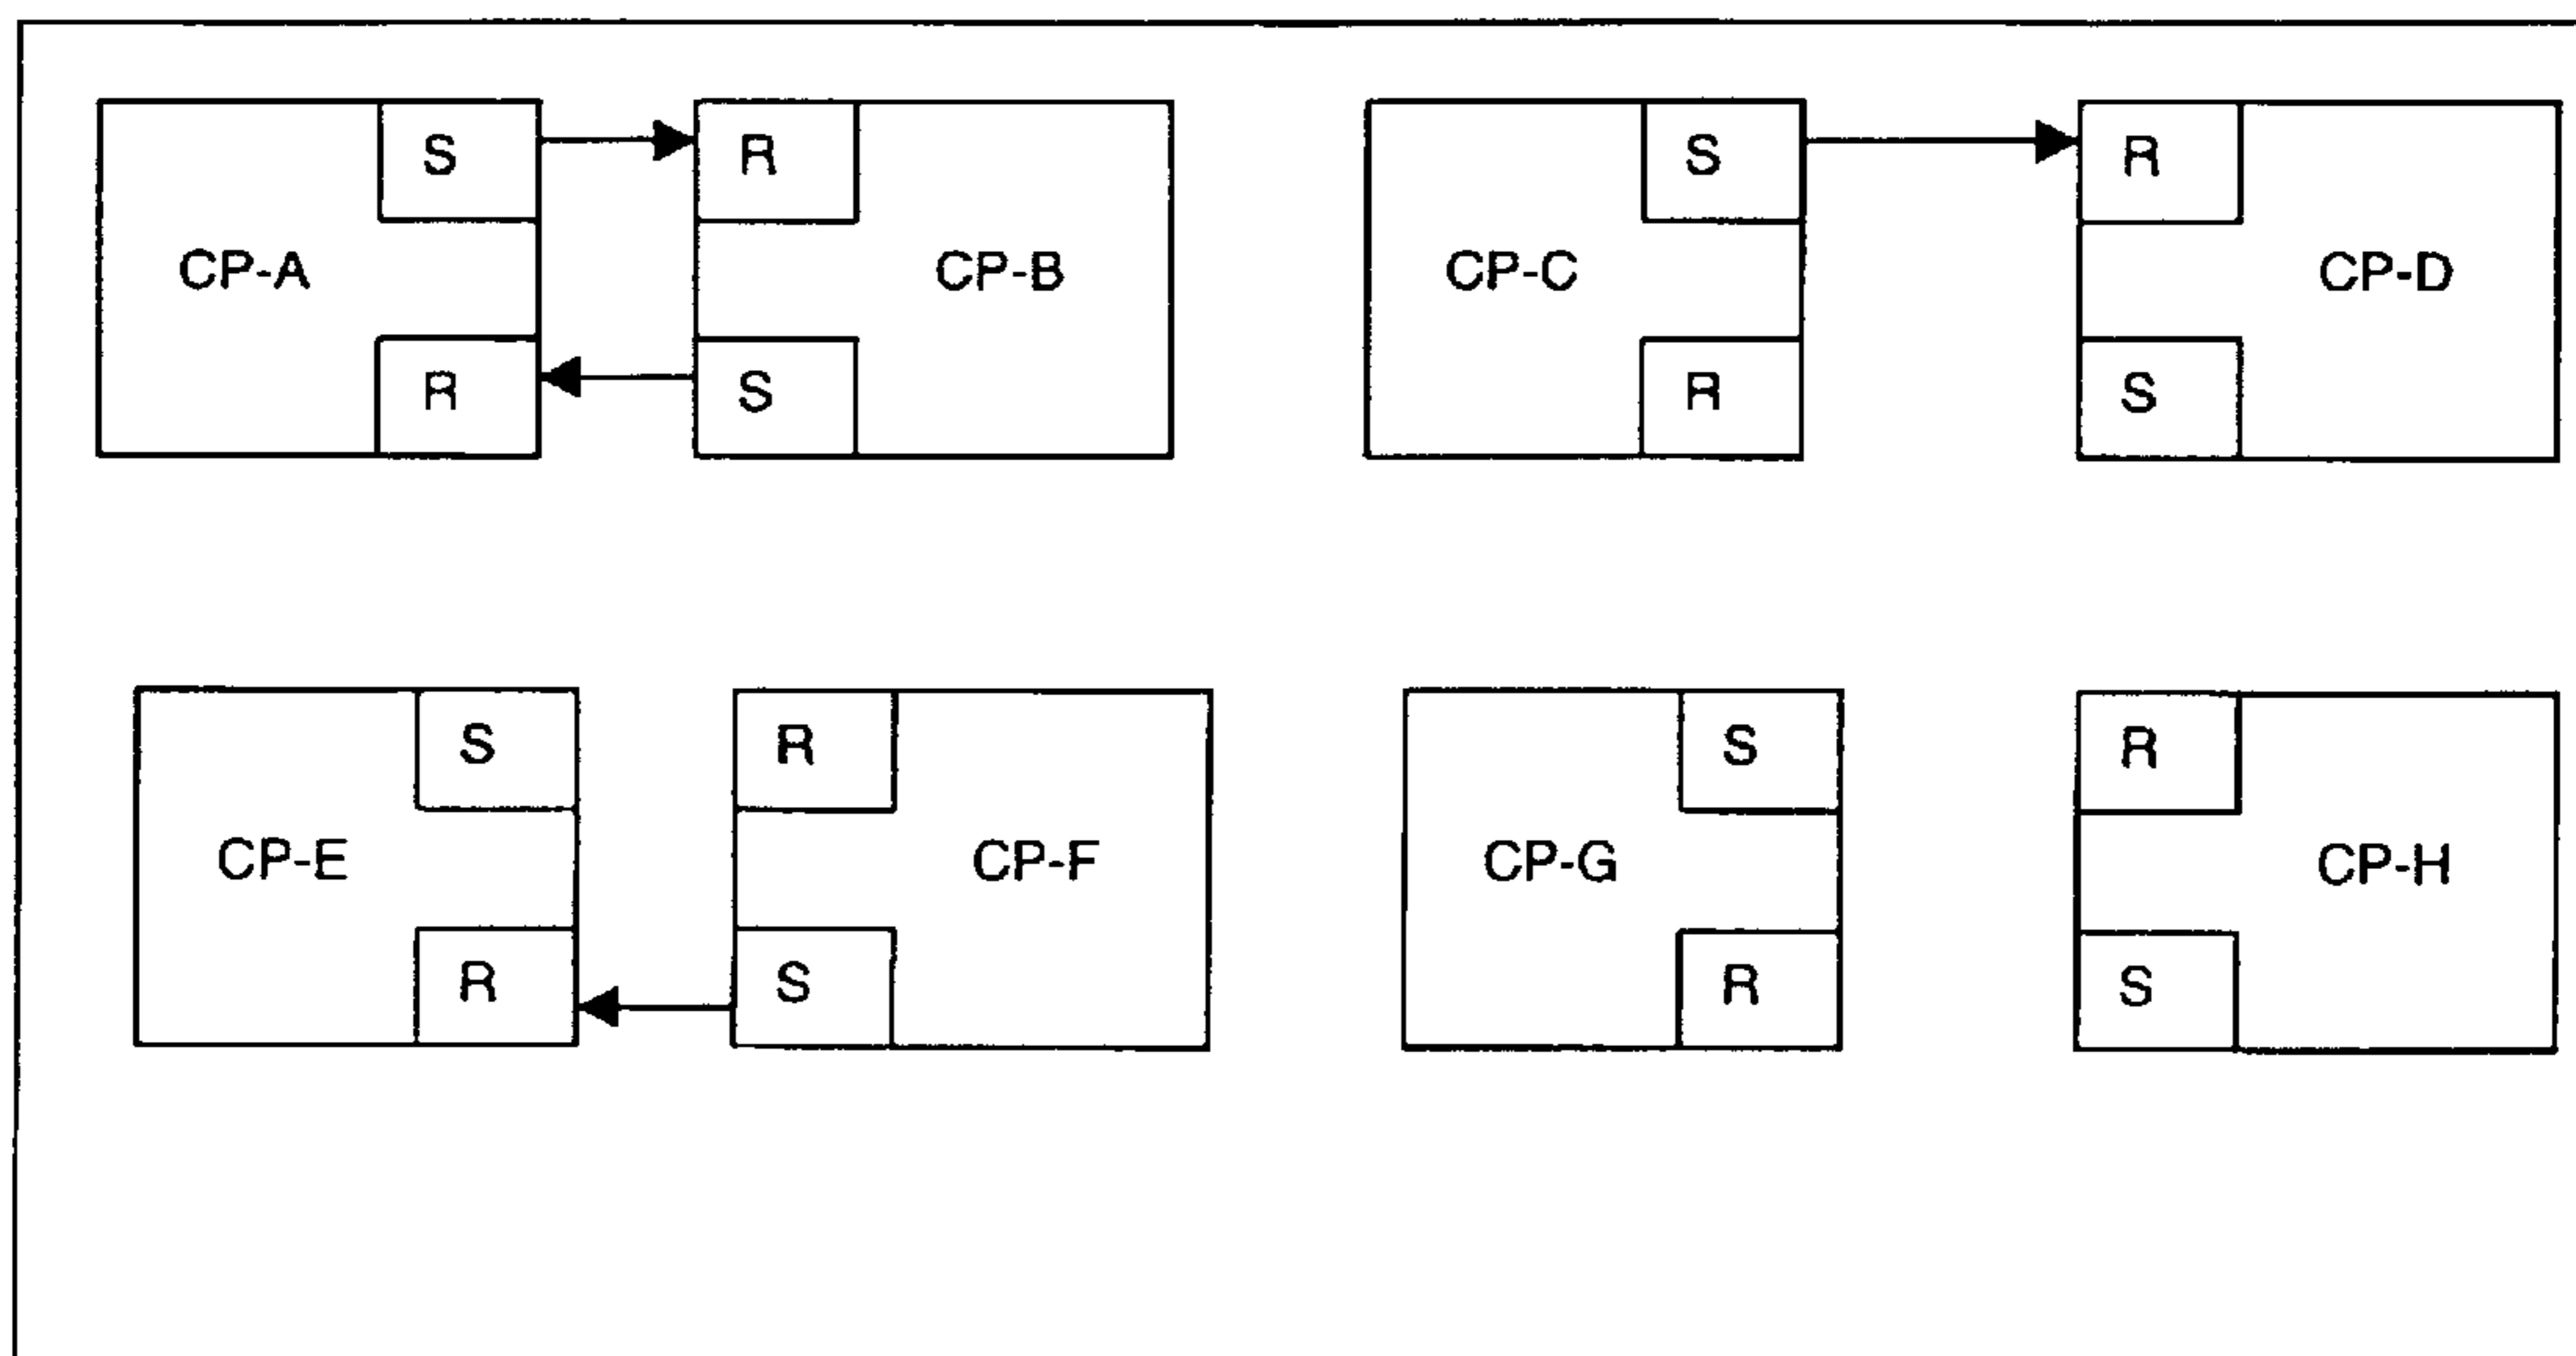 S R S R
CP-A CP-B CP-C CP-D
R S R S
S R S R
CP-E CP-F CP-G CP-H
R S R S